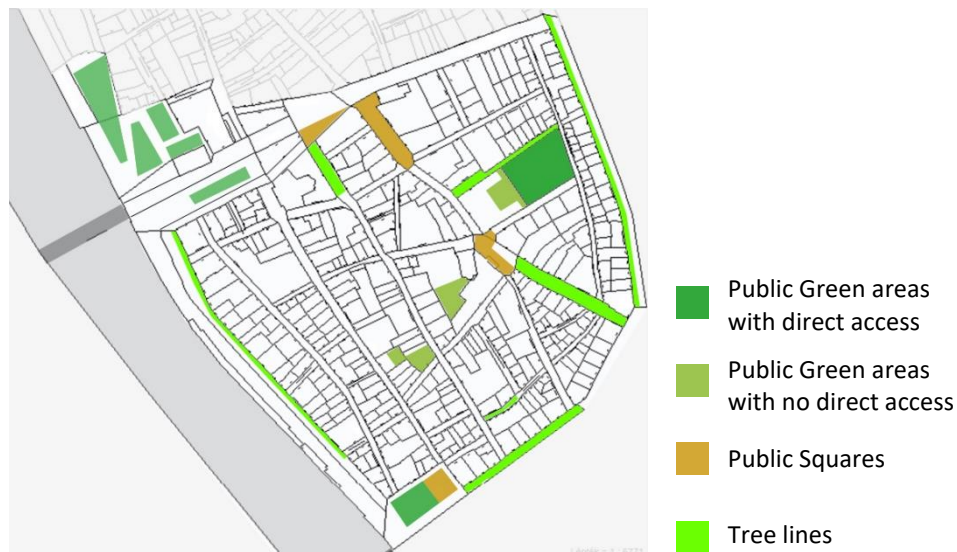 Public Green areas
with direct access
Public Green areas
with no direct access
Public Squares
Tree lines